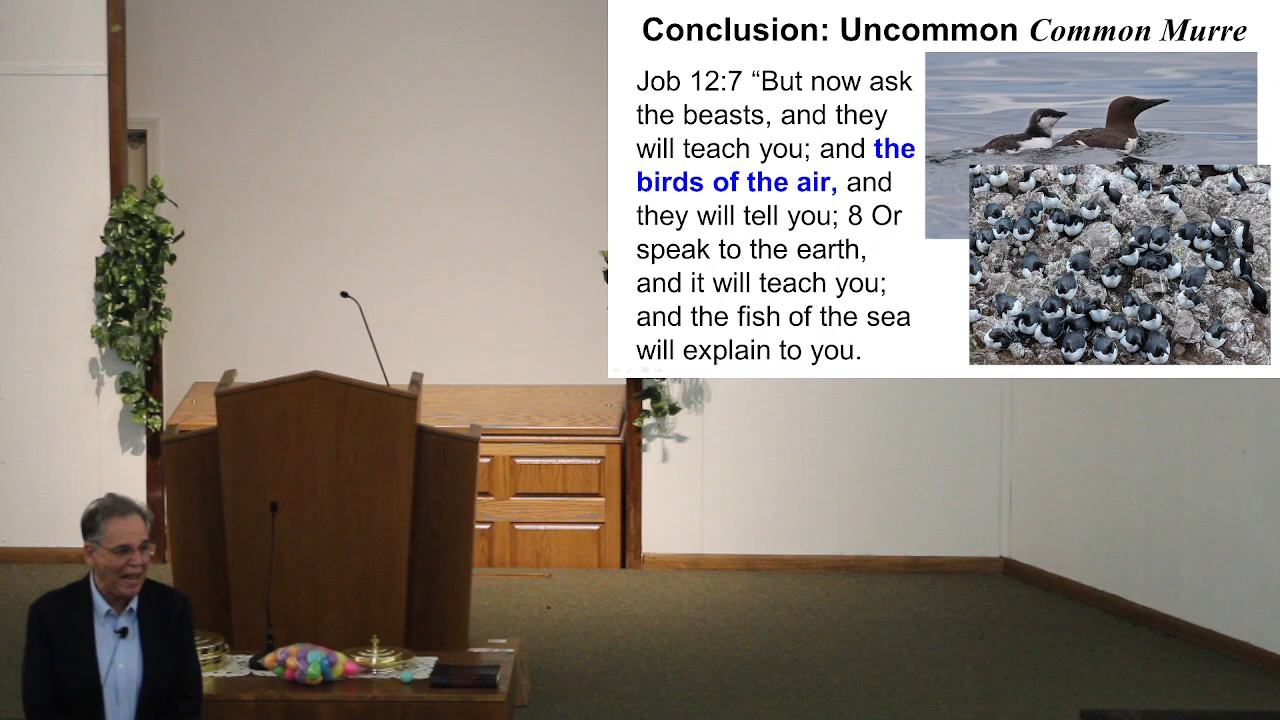 Conclusion: Uncommon Common Murre
Job 12:7 “But now ask
the beasts, and they
will teach you; and the
birds of the air, and
they will tell you; 8 Or
speak to the earth,
and it will teach you;
and the fish of the sea
will explain to you.